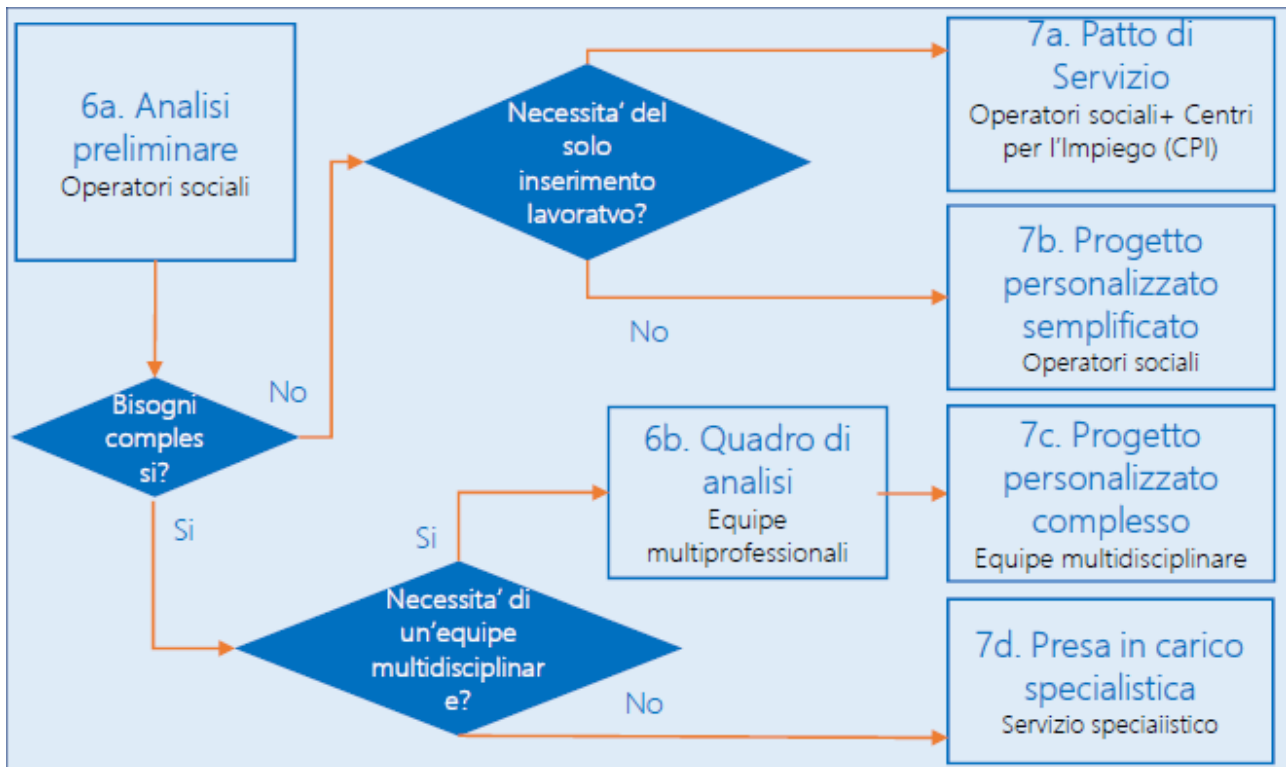 6a. Analisi
preliminare
Operatori sociali
Bisogni
comples
si?
No
Si
Necessita' del
solo
inserimento
lavoratvo?
No
7a. Patto di
Servizio
Operatori sociali+ Centri
per l'Impiego (CPI)
7b. Progetto
personalizzato
semplificato
Operatori sociali
Necessita' di
un'equipe
multidisciplinar
e?
Si
No
6b. Quadro di
analisi
Equipe
multiprofessionali
7c. Progetto
personalizzato
complesso
Equipe multidisciplinare
7d. Presa in carico
specialistica
Servizio speciaiistico